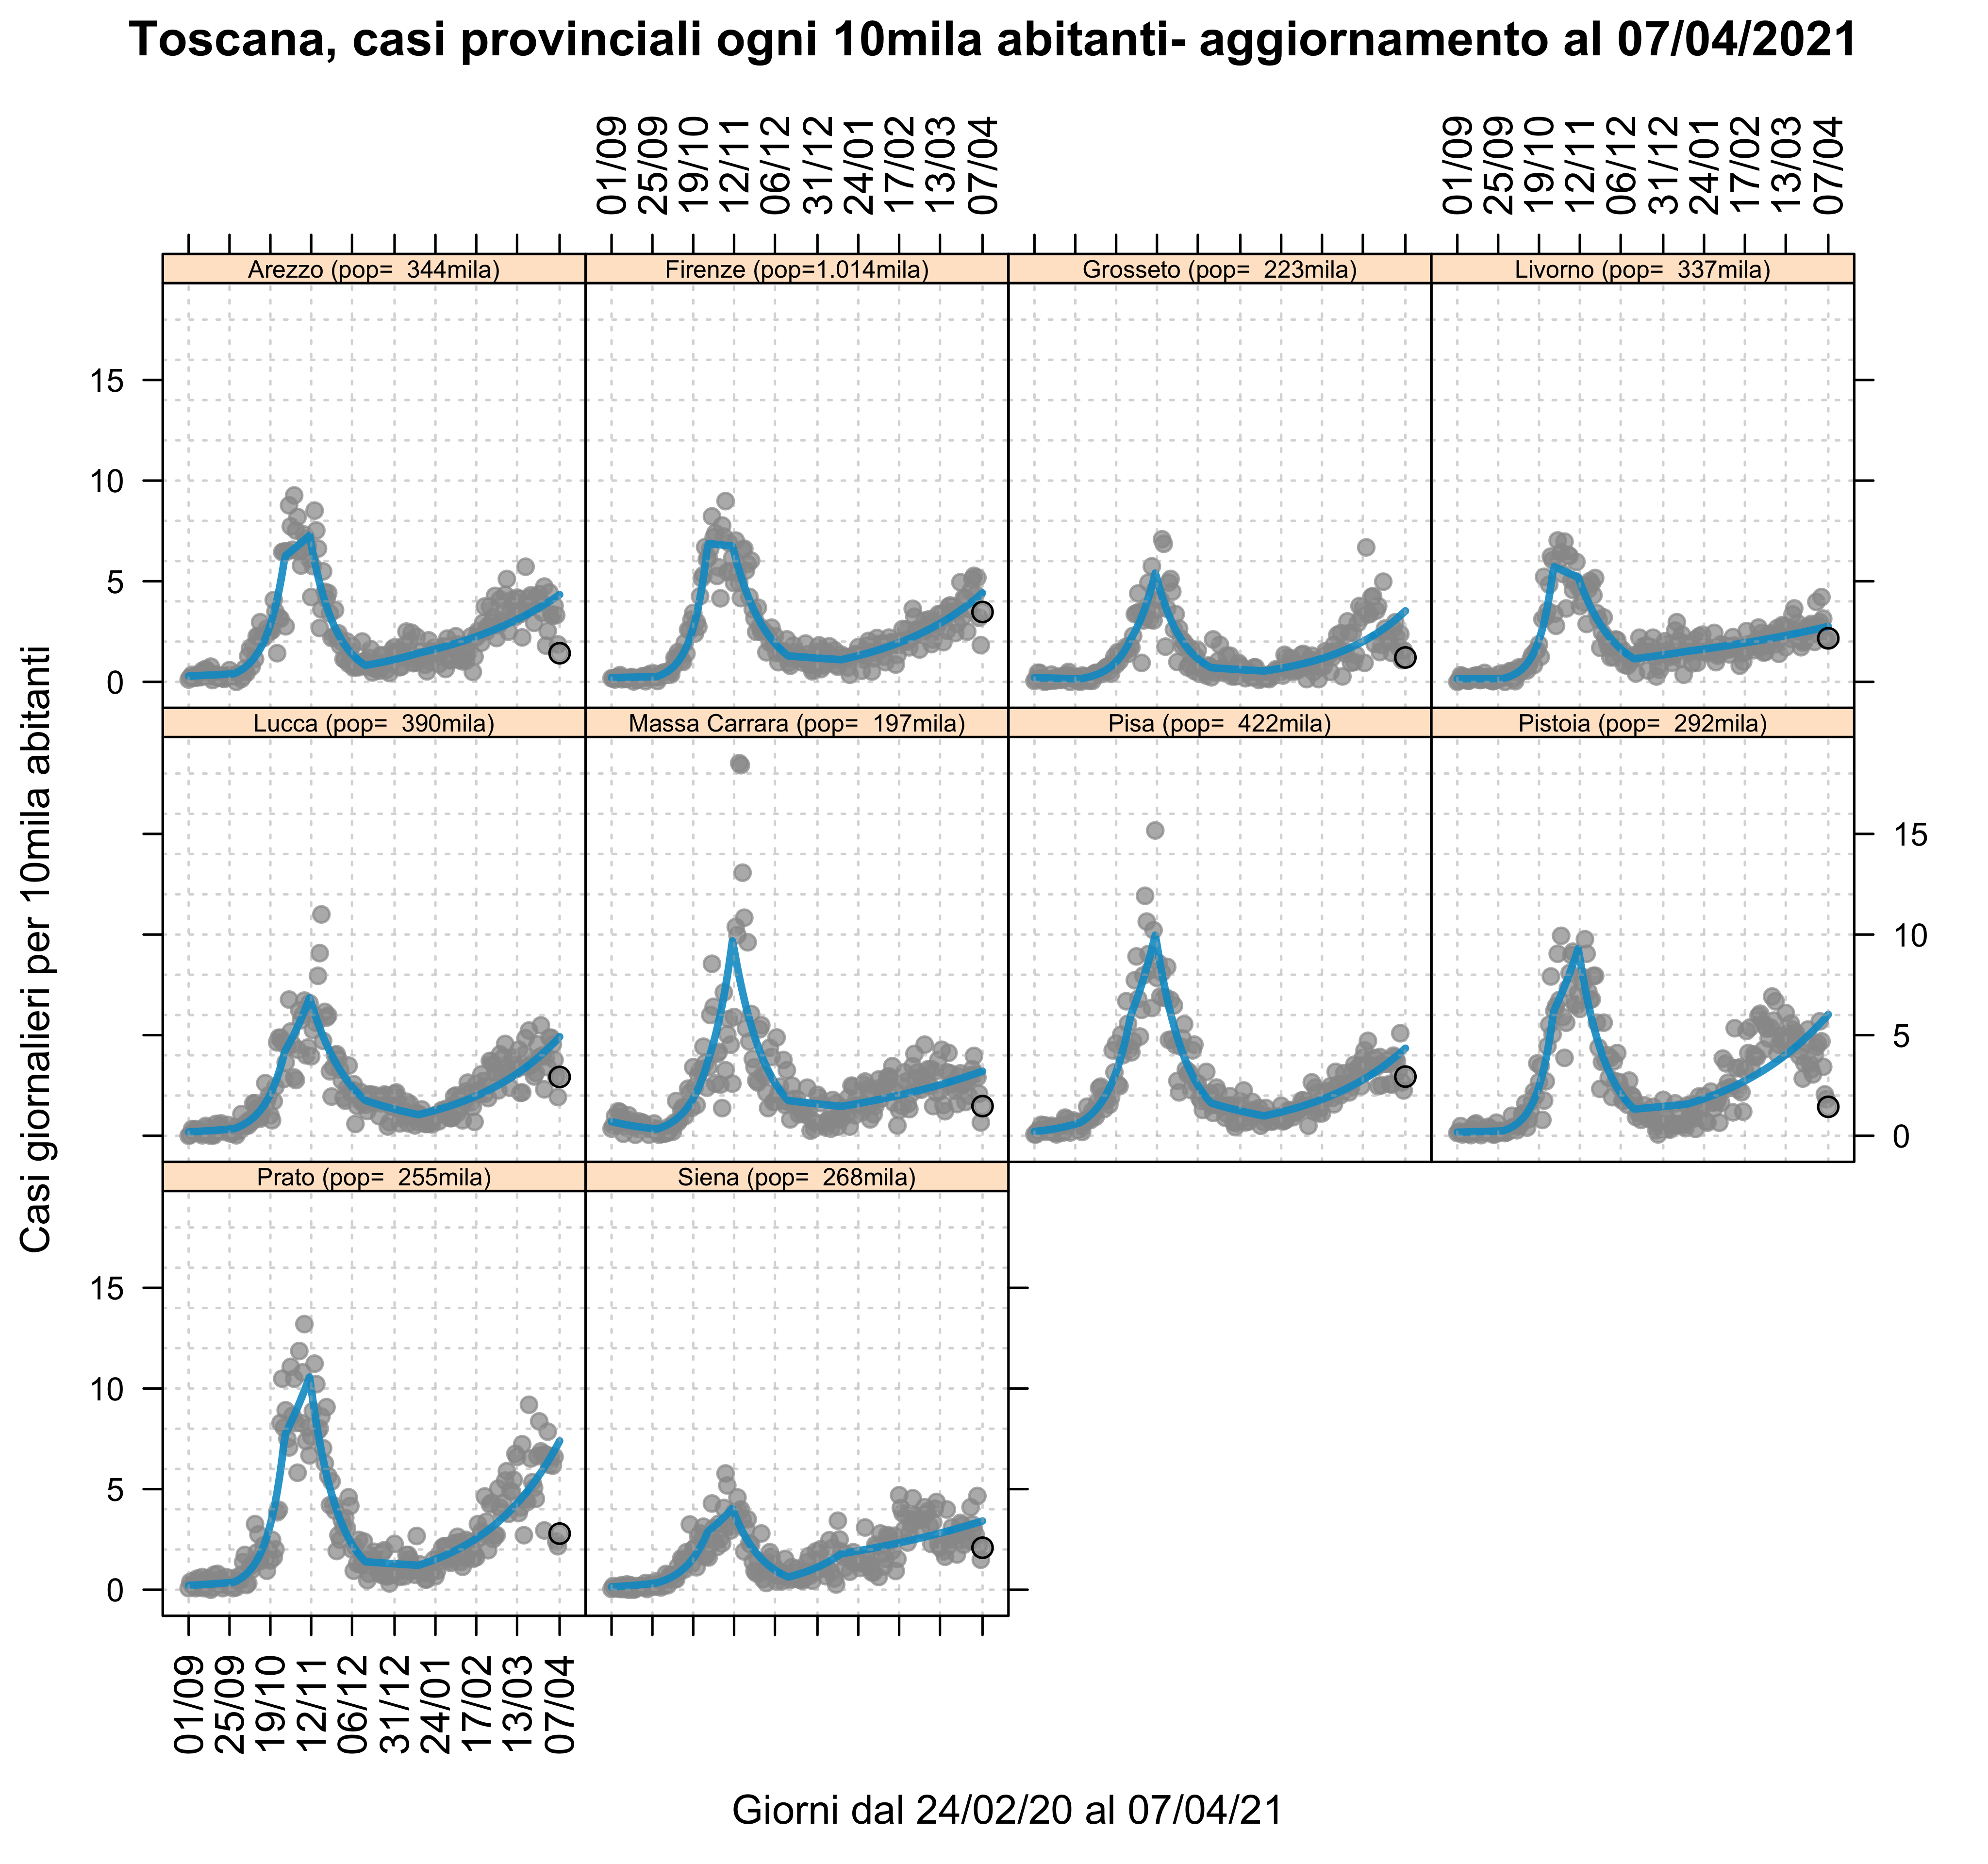 Toscana, casi provinciali ogni 10mila abitanti- aggiornamento al 07/04/2021
01/09 25/09 19/10 12/11 06/12 31/12 24/01 17/02 13/03 07/04
01/09 25/09 19/10 12/11 06/12 31/12 24/01 17/02 13/03 07/04
Arezzo (pop= 344mila)
Firenze (pop=1.014mila)
Grosseto (pop= 223mila)
Livorno (pop= 337mila)
15
10
5
0
Lucca (pop= 390mila)
Massa Carrara (pop= 197mila)
Pisa (pop= 422mila)
Pistoia (pop= 292mila)
15
10
5
0
Prato (pop= 255mila)
Siena (pop= 268mila)
15
10
5
0
01/09 25/09 19/10 12/11 06/12 31/12 24/01 17/02 13/03 07/04
Casi giornalieri per 10mila abitanti
Giorni dal 24/02/20 al 07/04/21